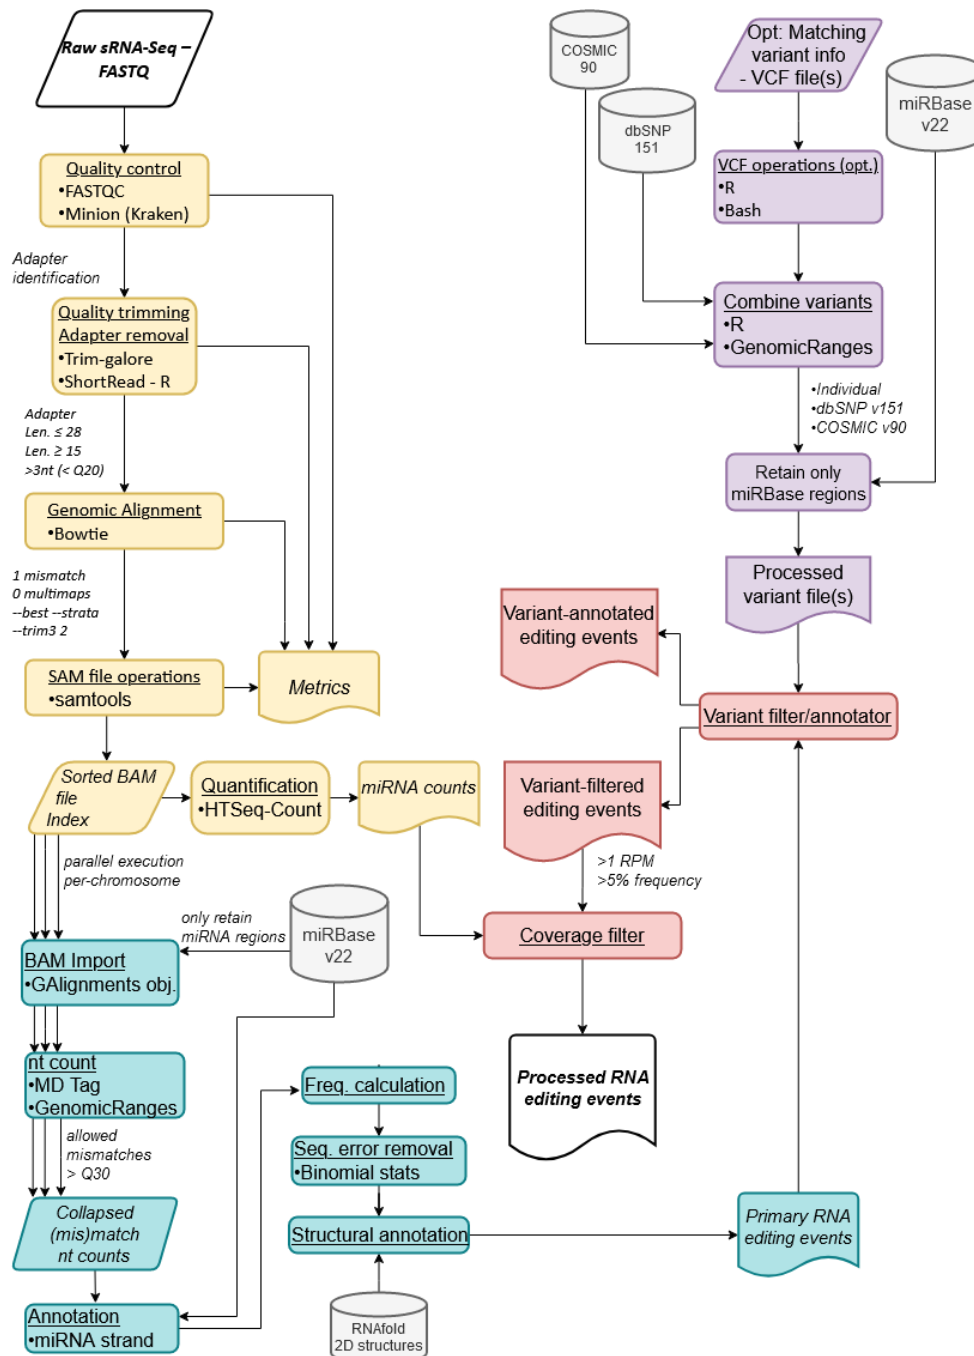 Raw sRNA-Seq –
FASTQ
Quality control
•FASTQC
•Minion (Kraken)
Adapter
identification
Quality trimming
Adapter removal
•Trim-galore
•ShortRead - R
Adapter
Len. ≤ 28
Len. ≥ 15
>3nt (< Q20)
Genomic Alignment
•Bowtie
1 mismatch
0 multimaps
--best --strata
--trim3 2
SAM file operations
•samtools
Metrics
Sorted BAM
file
Index
Quantification
•HTSeq-Count
miRNA counts
parallel execution
per-chromosome
only retain
miRNA regions
miRBase
v22
BAM Import
•GAlignments obj.
nt count
•MD Tag
•GenomicRanges
allowed
mismatches
> Q30
Collapsed
(mis)match
nt counts
Annotation
•miRNA strand
Freq. calculation
Seq. error removal
•Binomial stats
Structural annotation
RNAfold
2D structures
Primary RNA
editing events
COSMIC
90
dbSNP
151
Opt: Matching
variant info
- VCF file(s)
miRBase
v22
VCF operations (opt.)
•R
•Bash
Combine variants
•R
•GenomicRanges
•Individual
•dbSNP v151
•COSMIC v90
Retain only
miRBase regions
Processed
variant file(s)
Variant filter/annotator
Variant-annotated
editing events
Variant-filtered
editing events
>1 RPM
>5% frequency
Coverage filter
Processed RNA
editing events